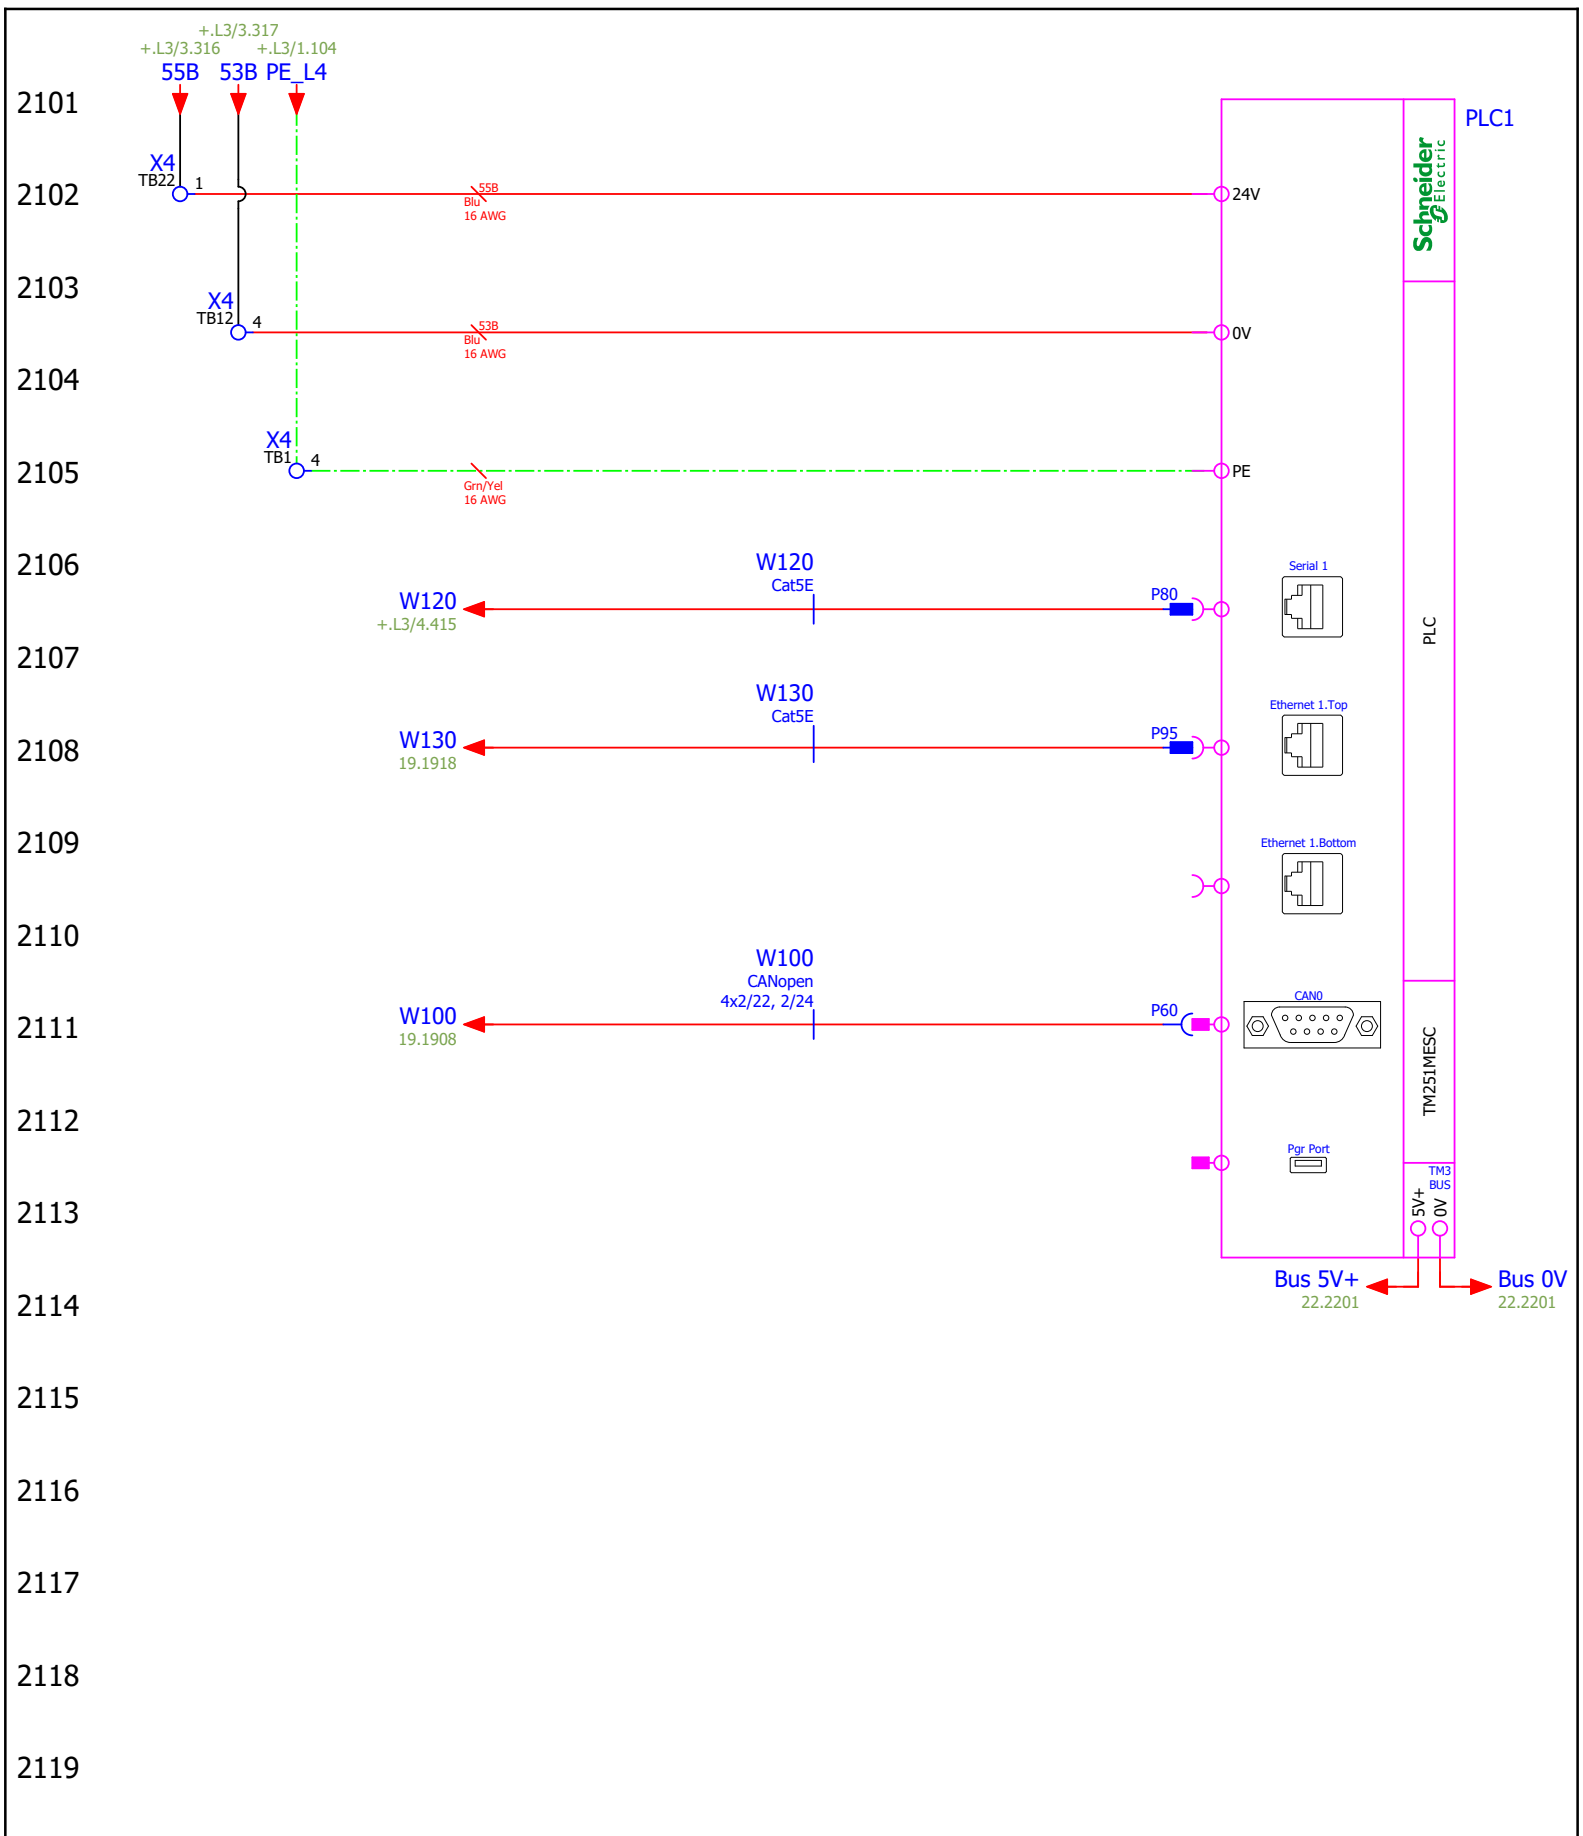 +.L3/3.317
+.L3/3.316
+.L3/1.104
55B
53B
PE_L4
2101
PLC1
Schneider
Electric
X4
TB22
1
2102
55B
Blu
16 AWG
24V
2103
X4
TB12
4
53B
Blu
16 AWG
0V
2104
X4
TB1
4
2105
Grn/Yel
16 AWG
PE
2106
W120
Cat5E
W120
+.L3/4.415
P80
Serial 1
PLC
2107
W130
Cat5E
W130
19.1918
P95
Ethernet 1.Top
2108
2109
Ethernet 1.Bottom
2110
W100
CANopen
4x2/22, 2/24
W100
19.1908
P60
CAN0
2111
TM251MESC
2112
Pgr Port
TM3
BUS
5V+
0V
2113
Bus 5V+
22.2201
Bus 0V
22.2201
2114
2115
2116
2117
2118
2119